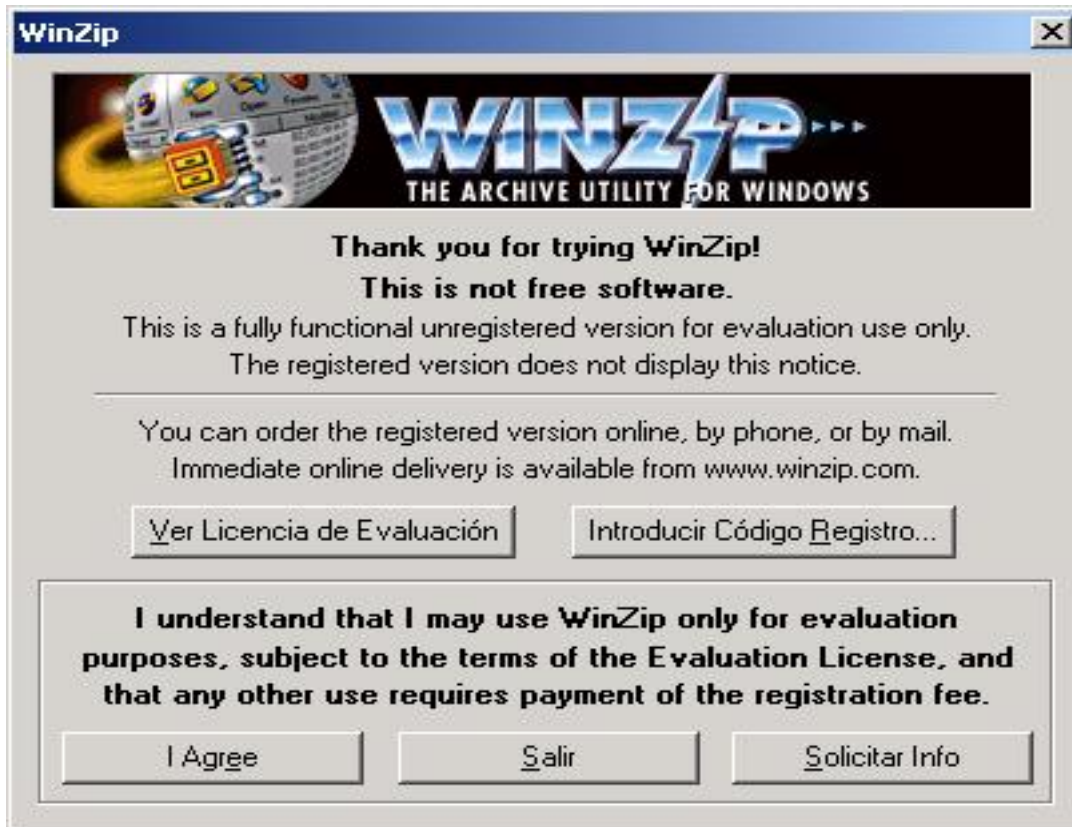 WinZip
New
Open
Favorites
WINZIP
THE ARCHIVE UTILITY FOR WINDOWS
Thank you for trying WinZip!
This is not free software.
This is a fully functional unregistered version for evaluation use only.
The registered version does not display this notice.
You can order the registered version online, by phone, or by mail.
Immediate online delivery is available from www.winzip.com.
Ver Licencia de Evaluación
Introducir Código Registro...
I understand that I may use WinZip only for evaluation
purposes, subject to the terms of the Evaluation License, and
that any other use requires payment of the registration fee.
I Agree
Salir
Solicitar Info